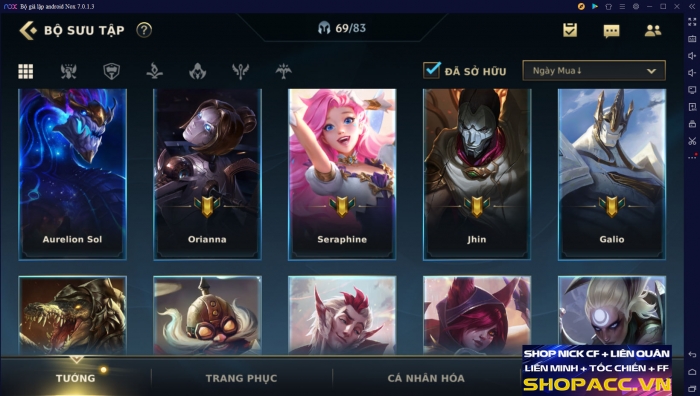 nox Bộ giả lập android Nox 7.0.1.3
BỘ SƯU TẬP ?
69/83
ĐÃ SỞ HỮU
Ngày Mua↓
Aurelion Sol
Orianna
Seraphine
Jhin
Galio
TƯỚNG
TRANG PHỤC
CÁ NHÂN HÓA
SHOP NICK CF + LIÊN QUÂN
LIÊN MINH + TỐC CHIẾN + FF
SHOPACC.VN